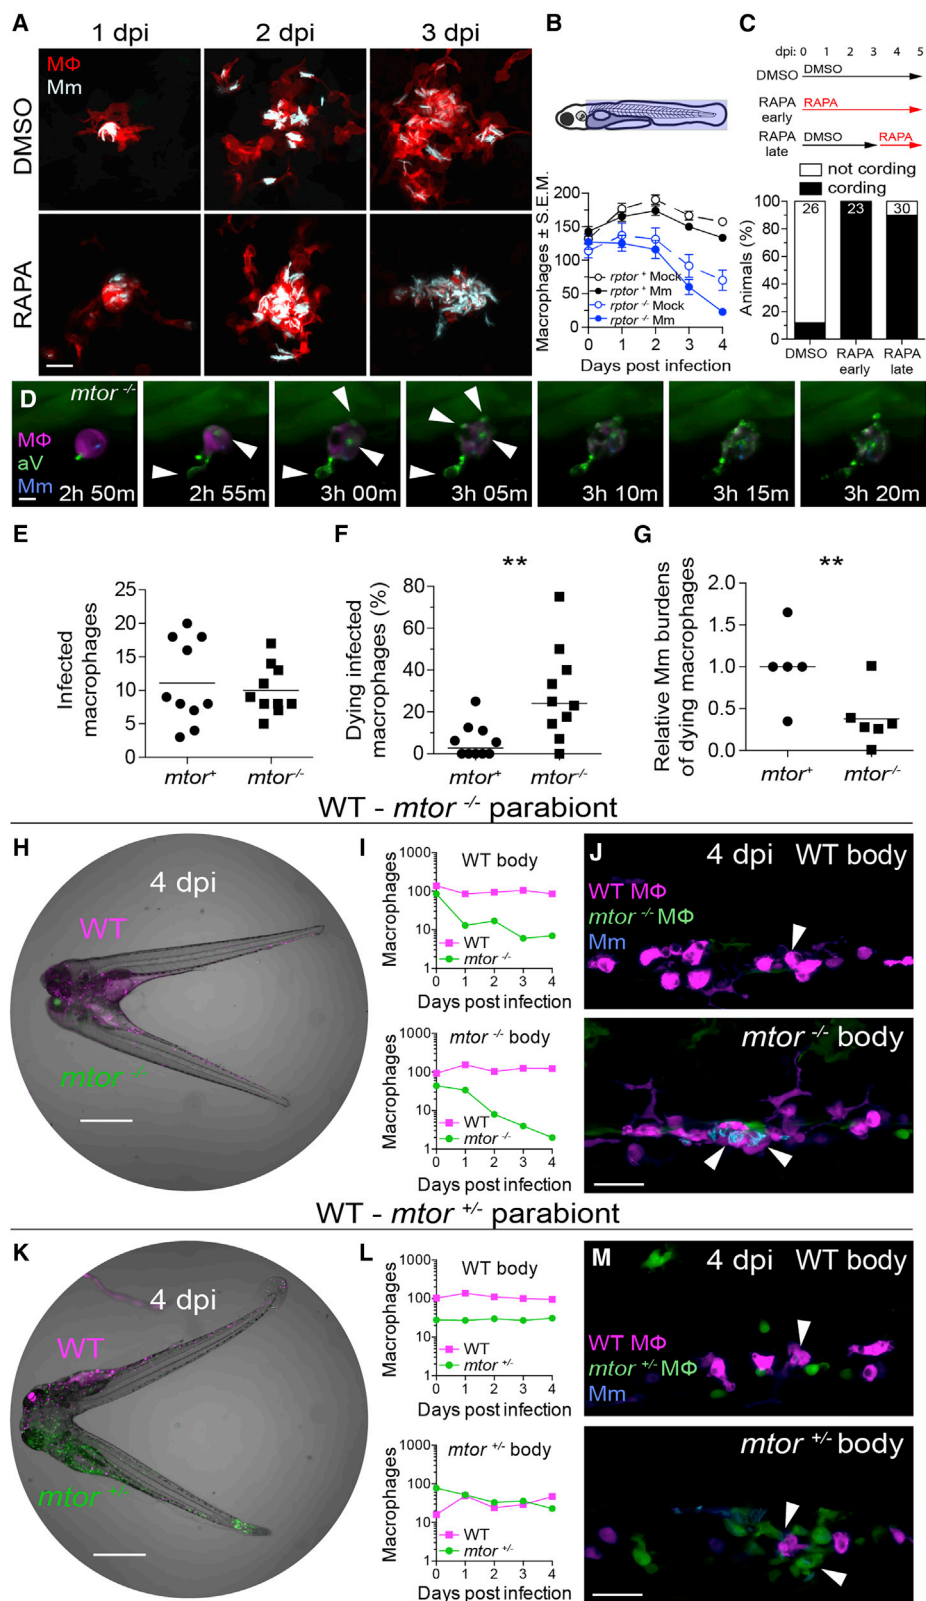 A
1 dpi 2 dpi 3 dpi
MΦ
Mm
DMSO
RAPA
B
Macrophages ± S.E.M.
200
150
100
50
0
rptor + Mock
rptor + Mm
rptor -/- Mock
rptor -/- Mm
0 1 2 3 4
Days post infection
C
dpi: 0 1 2 3 4 5
DMSO DMSO
RAPA early RAPA
RAPA late DMSO RAPA
not cording
cording
Animals (%)
100
80
60
40
20
0
26 23 30
DMSO RAPA early RAPA late
D
mtor -/-
MΦ
aV
Mm
2h 50m 2h 55m 3h 00m 3h 05m 3h 10m 3h 15m 3h 20m
E
Infected macrophages
25
20
15
10
5
0
mtor+ mtor-/-
F
**
Dying infected macrophages (%)
80
60
40
20
0
mtor+ mtor-/-
G
**
Relative Mm burdens of dying macrophages
2.0
1.5
1.0
0.5
0.0
mtor+ mtor-/-
WT - mtor -/- parabiont
H
4 dpi
WT
mtor -/-
I
WT body
Macrophages
1000
100
10
1
WT
mtor -/-
0 1 2 3 4
Days post infection
mtor -/- body
Macrophages
1000
100
10
1
WT
mtor -/-
0 1 2 3 4
Days post infection
J
4 dpi WT body
WT MΦ
mtor -/- MΦ
Mm
mtor -/- body
WT - mtor +/- parabiont
K
4 dpi
WT
mtor +/-
L
WT body
Macrophages
1000
100
10
1
WT
mtor +/-
0 1 2 3 4
Days post infection
mtor +/- body
Macrophages
1000
100
10
1
WT
mtor +/-
0 1 2 3 4
Days post infection
M
4 dpi WT body
WT MΦ
mtor +/- MΦ
Mm
mtor +/- body